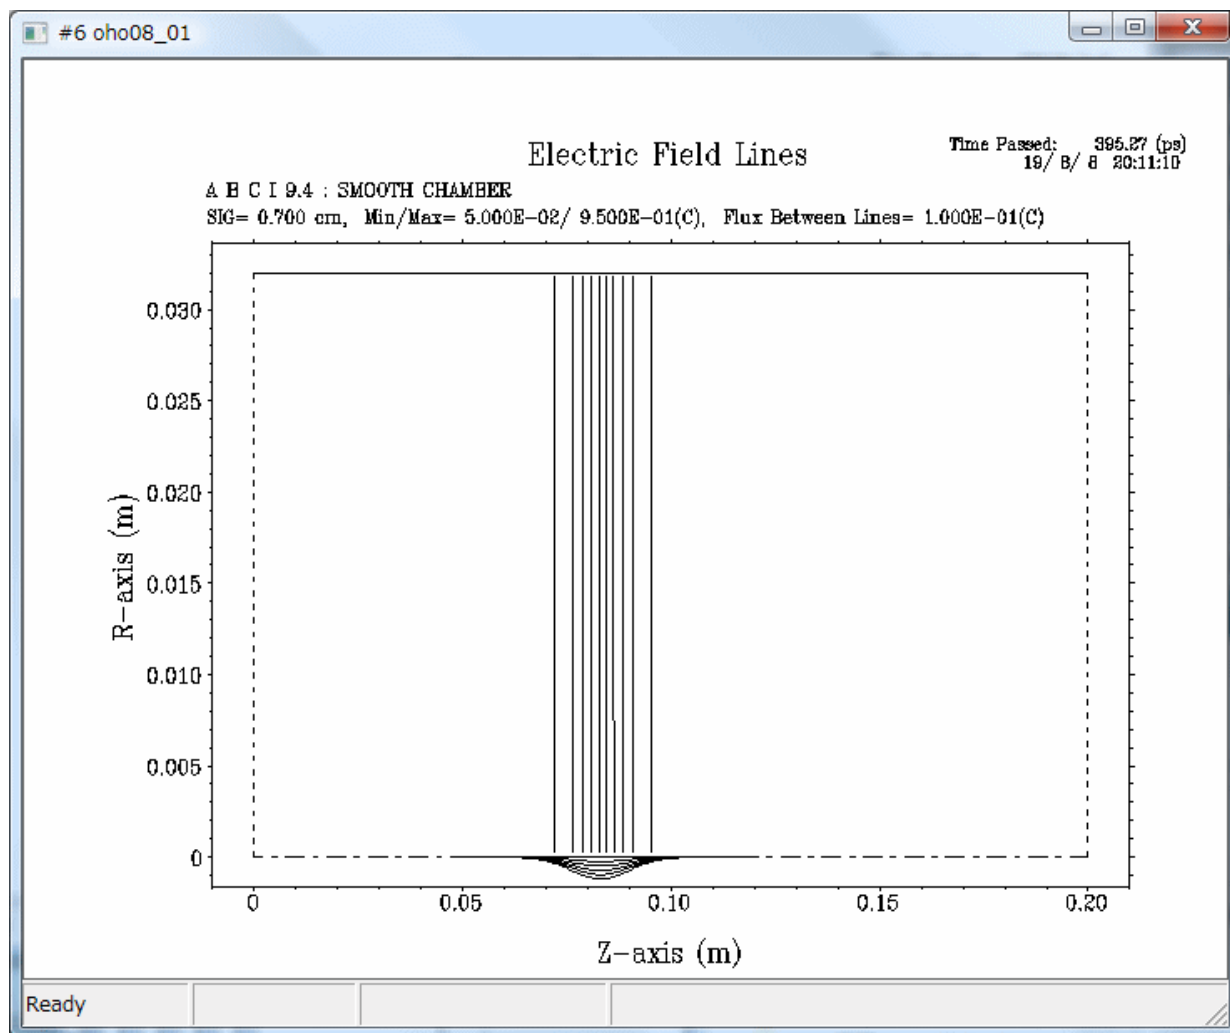 #6 oho08_01
Time Passed: 395.27 (ps)
Electric Field Lines
19/ 8/ 8 20:11:10
A B C I 9.4 : SMOOTH CHAMBER
SIG= 0.700 cm, Min/Max= 5.000E-02/ 9.500E-01(C), Flux Between Lines= 1.000E-01(C)
0.030
0.025
0.020
0.015
0.010
0.005
0
R-axis (m)
0 0.05 0.10 0.15 0.20
Z-axis (m)
Ready